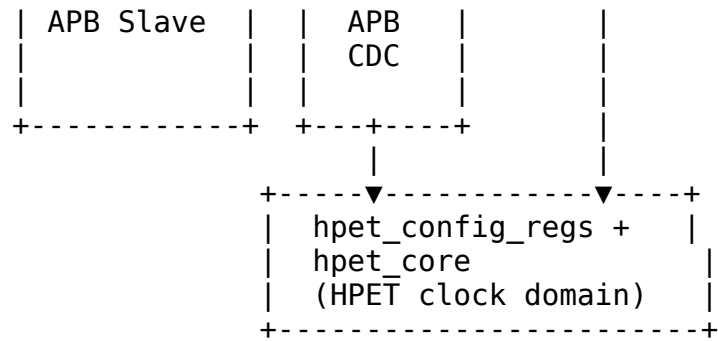 | APB Slave  |  |  APB   |       |
|            |  |  CDC   |       |
|            |  |        |       |
+------------+  +---+----+       |
                    |            |
              +-----▼------------▼----+
              |  hpet_config_regs +   |
              |  hpet_core             |
              |  (HPET clock domain)   |
              +------------------------+